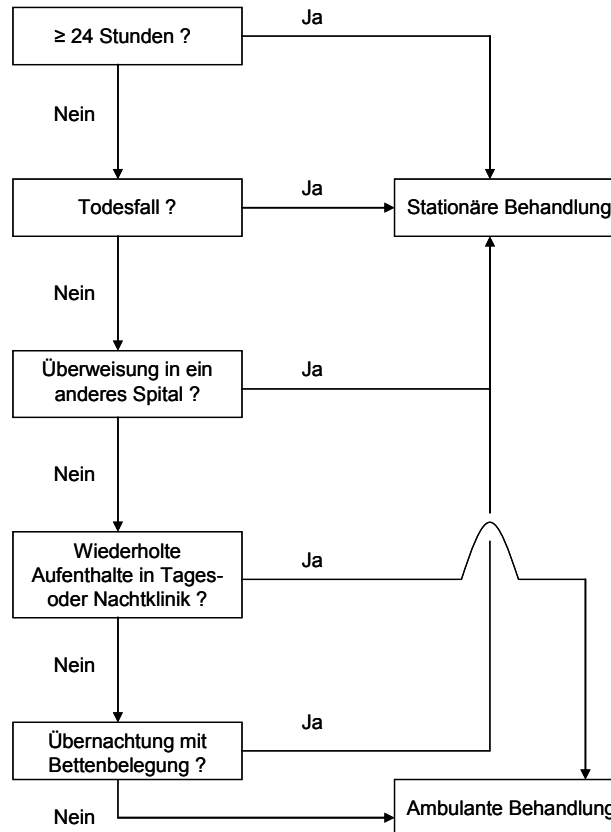 ≥ 24 Stunden ?
Ja
Nein
Todesfall ?
Ja
Stationäre Behandlung
Nein
Überweisung in ein
anderes Spital ?
Ja
Nein
Wiederholte
Aufenthalte in Tages-
oder Nachtklinik ?
Ja
Nein
Übernachtung mit
Bettenbelegung ?
Ja
Nein
Ambulante Behandlung